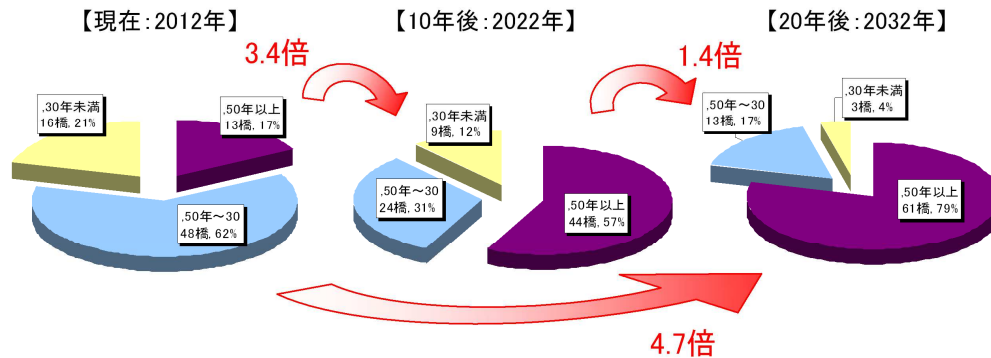 【現在：2012年】
【10年後：2022年】
【20年後：2032年】
3.4倍
1.4倍
,30年未満
16橋, 21%
,50年以上
13橋, 17%
,50年～30
48橋, 62%
,30年未満
9橋, 12%
,50年～30
24橋, 31%
,50年以上
44橋, 57%
,50年～30
13橋, 17%
,30年未満
3橋, 4%
,50年以上
61橋, 79%
4.7倍